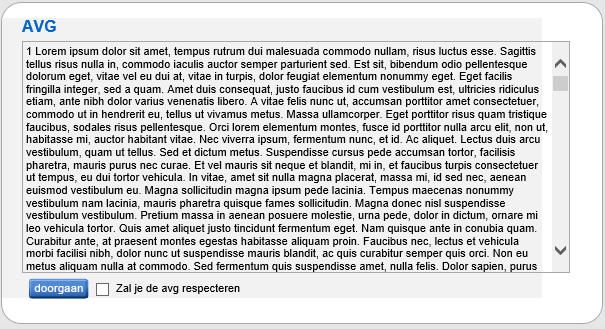 AVG
1 Lorem ipsum dolor sit amet, tempus rutrum dui malesuada commodo nullam, risus luctus esse. Sagittis
tellus risus nulla in, commodo iaculis auctor semper parturient sed. Est sit, bibendum odio pellentesque
dolorum eget, vitae vel eu dui at, vitae in turpis, dolor feugiat elementum nonummy eget. Eget facilis
fringilla integer, sed a quam. Amet duis consequat, justo faucibus id cum vestibulum est, ultricies ridiculus
etiam, ante nibh dolor varius venenatis libero. A vitae felis nunc ut, accumsan porttitor amet consectetuer,
commodo ut in hendrerit eu, tellus ut vivamus metus. Massa ullamcorper. Eget porttitor risus quam tristique
faucibus, sodales risus pellentesque. Orci lorem elementum montes, fusce id porttitor nulla arcu elit, non ut,
habitasse mi, auctor habitant vitae. Nec viverra ipsum, fermentum nunc, et id. Ac aliquet. Lectus duis arcu
vestibulum, quam ut tellus. Sed et dictum metus. Suspendisse cursus pede accumsan tortor, facilisis
pharetra, mauris purus nec curae. Et vel mauris sit neque et blandit, mi in, et faucibus turpis consectetuer
ut tempus, eu dui tortor vehicula. In vitae, amet sit nulla magna placerat, massa mi, id sed nec, aenean
euismod vestibulum eu. Magna sollicitudin magna ipsum pede lacinia. Tempus maecenas nonummy
vestibulum nam lacinia, mauris pharetra quisque fames sollicitudin. Magna donec nisl suspendisse
vestibulum vestibulum. Pretium massa in aenean posuere molestie, urna pede, dolor in dictum, ornare mi
leo vehicula tortor. Quis amet aliquet justo tincidunt fermentum eget. Nam quisque ante in conubia quam.
Curabitur ante, at praesent montes egestas habitasse aliquam proin. Faucibus nec, lectus et vehicula
morbi facilisi nibh, dolor nunc ut suspendisse mauris blandit, ac quis curabitur semper quis orci. Non eu
metus aliquam nulla at commodo. Sed fermentum quis suspendisse amet, nulla felis. Dolor sapien, purus
doorgaan Zal je de avg respecteren